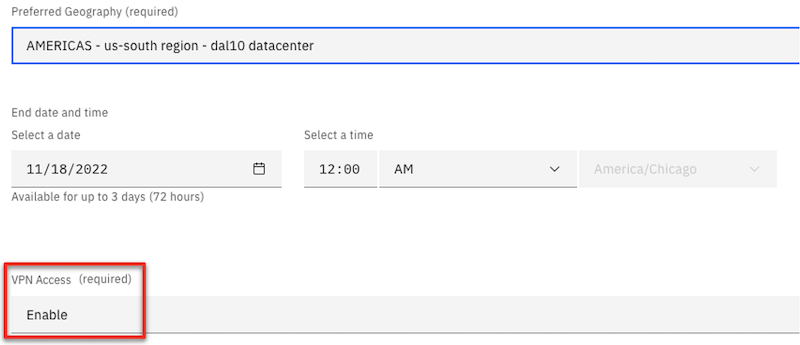 Preferred Geography (required)
AMERICAS - us-south region - dal10 datacenter
End date and time
Select a date
Select a time
11/18/2022
12:00
AM
America/Chicago
Available for up to 3 days (72 hours)
VPN Access (required)
Enable